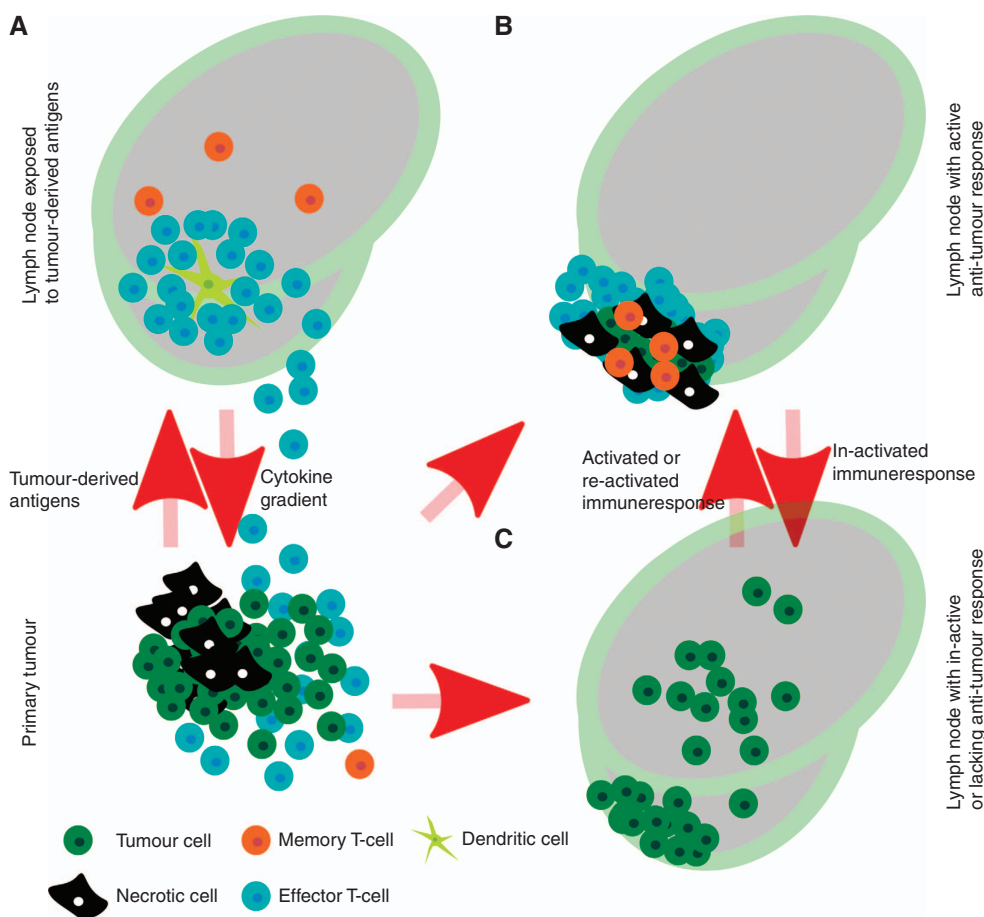 A
B
Lymph node exposed
to tumour-derived antigens
Lymph node with active
anti-tumour response
Tumour-derived
antigens
Cytokine
gradient
Activated or
re-activated
immuneresponse
In-activated
immuneresponse
C
Primary tumour
Lymph node with in-active
or lacking anti-tumour response
Tumour cell
Memory T-cell
Dendritic cell
Necrotic cell
Effector T-cell